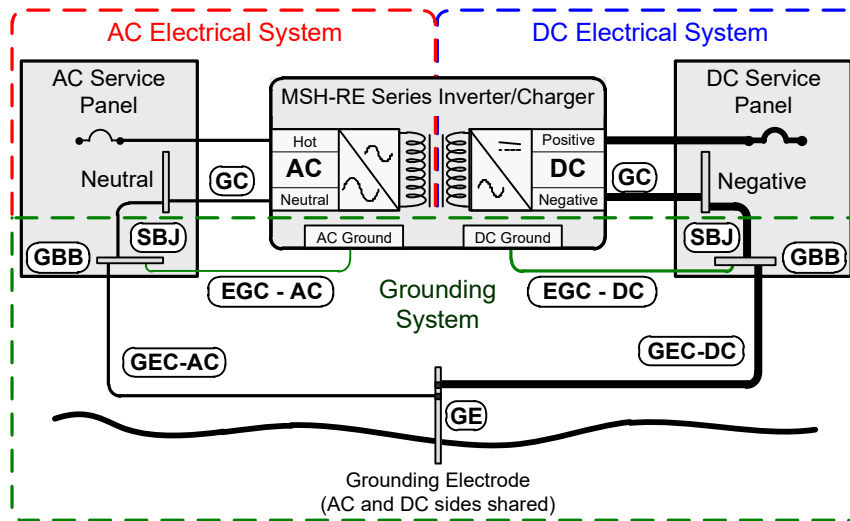 AC Electrical System
DC Electrical System
AC Service
Panel
MSH-RE Series Inverter/Charger
DC Service
Panel
Hot
AC
Neutral
Positive
DC
Negative
Neutral
GC
GC
Negative
SBJ
SBJ
GBB
GBB
AC Ground
DC Ground
EGC - AC
EGC - DC
Grounding
System
GEC-AC
GEC-DC
GE
Grounding Electrode
(AC and DC sides shared)